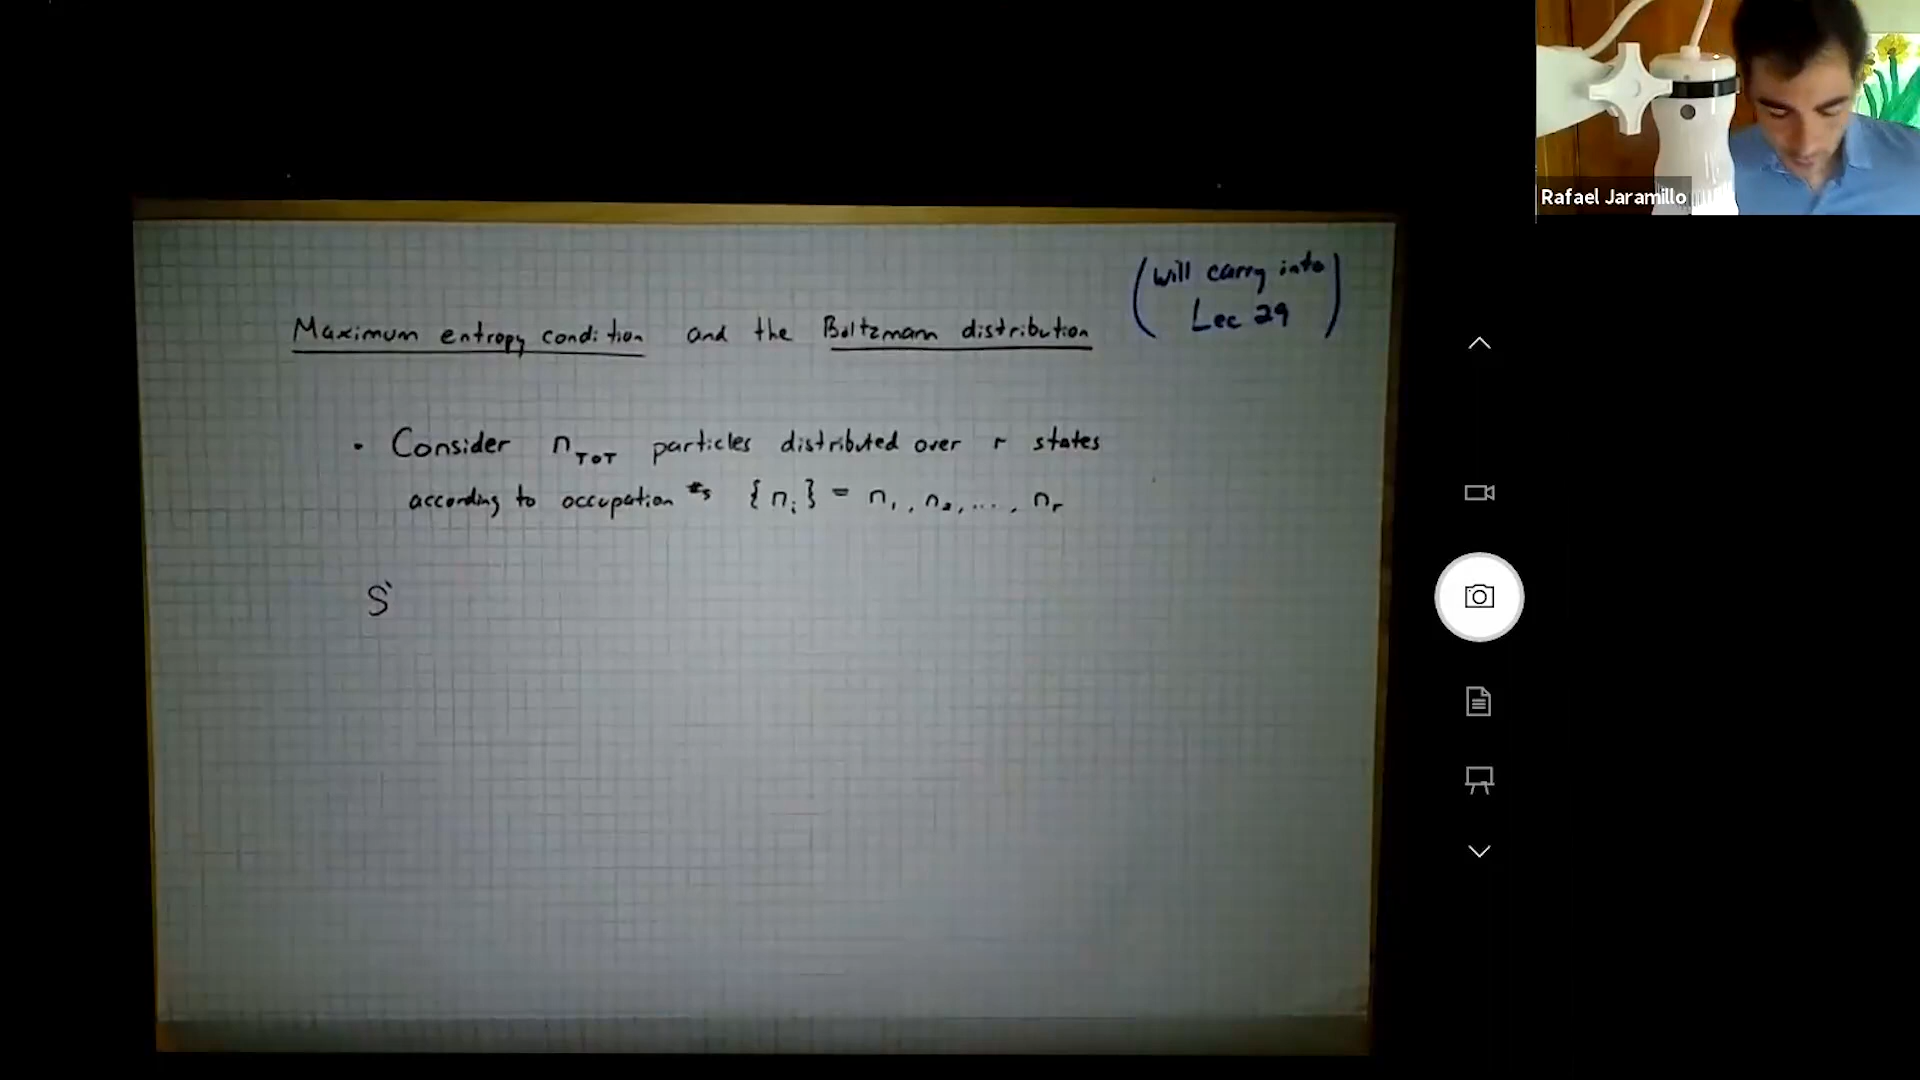 Rafael Jaramillo
(will carry into
Lec 29)
Maximum entropy condition and the Boltzmann distribution
• Consider n_TOT particles distributed over r states
according to occupation #s {n_i} = n_1, n_2, ..., n_r
S